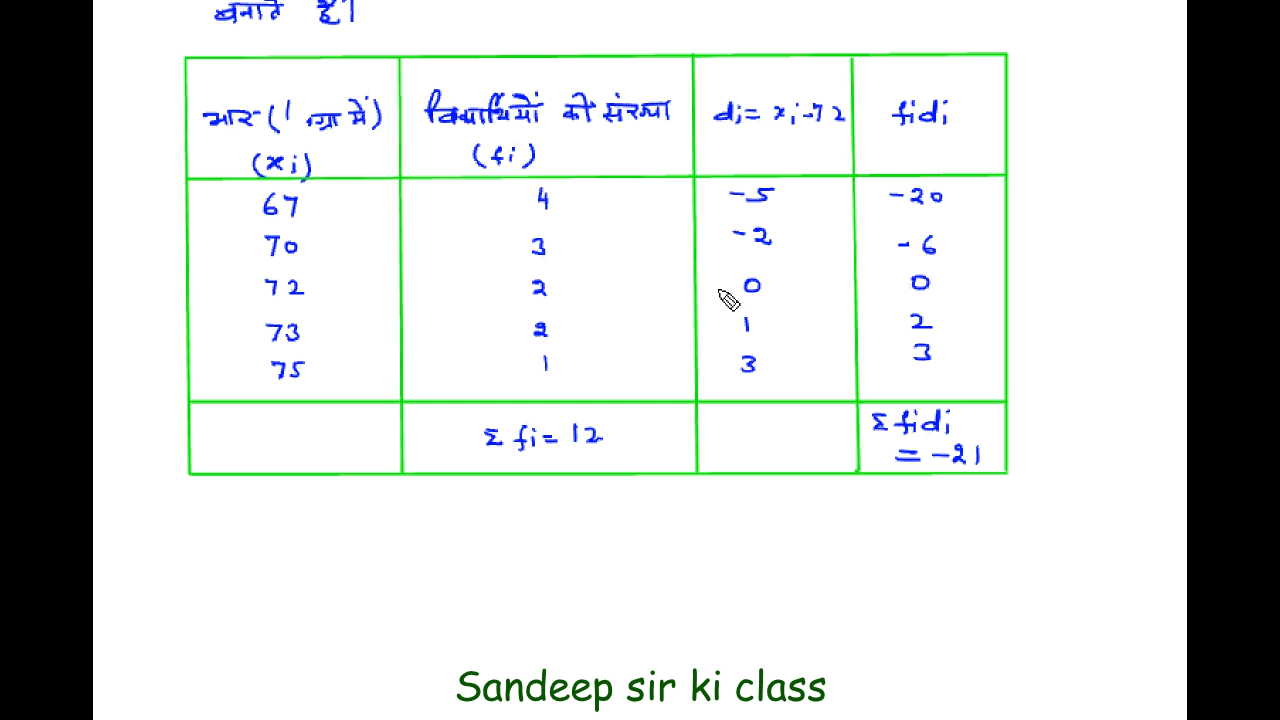 बनाते हैं।
भार (1 ग्रा में) विद्यार्थियों की संख्या di = xi-72 fidi
(xi) (fi)
67 4 -5 -20
70 3 -2 -6
72 2 0 0
73 2 1 2
75 1 3 3
Σ fi = 12 Σ fidi
= -21
Sandeep sir ki class